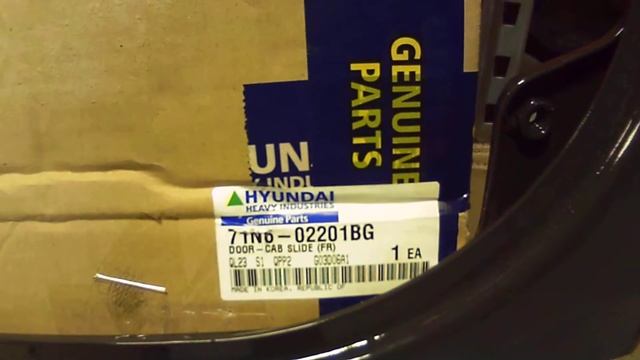 GENUINE
PARTS
UN
HYUNDAI
HEAVY INDUSTRIES
Genuine Parts
71N6-02201BG
DOOR-CAB SLIDE (FR)
1 EA
QL23 S1 QPP2 G03D06A1
MADE IN KOREA, REPUBLIC OF